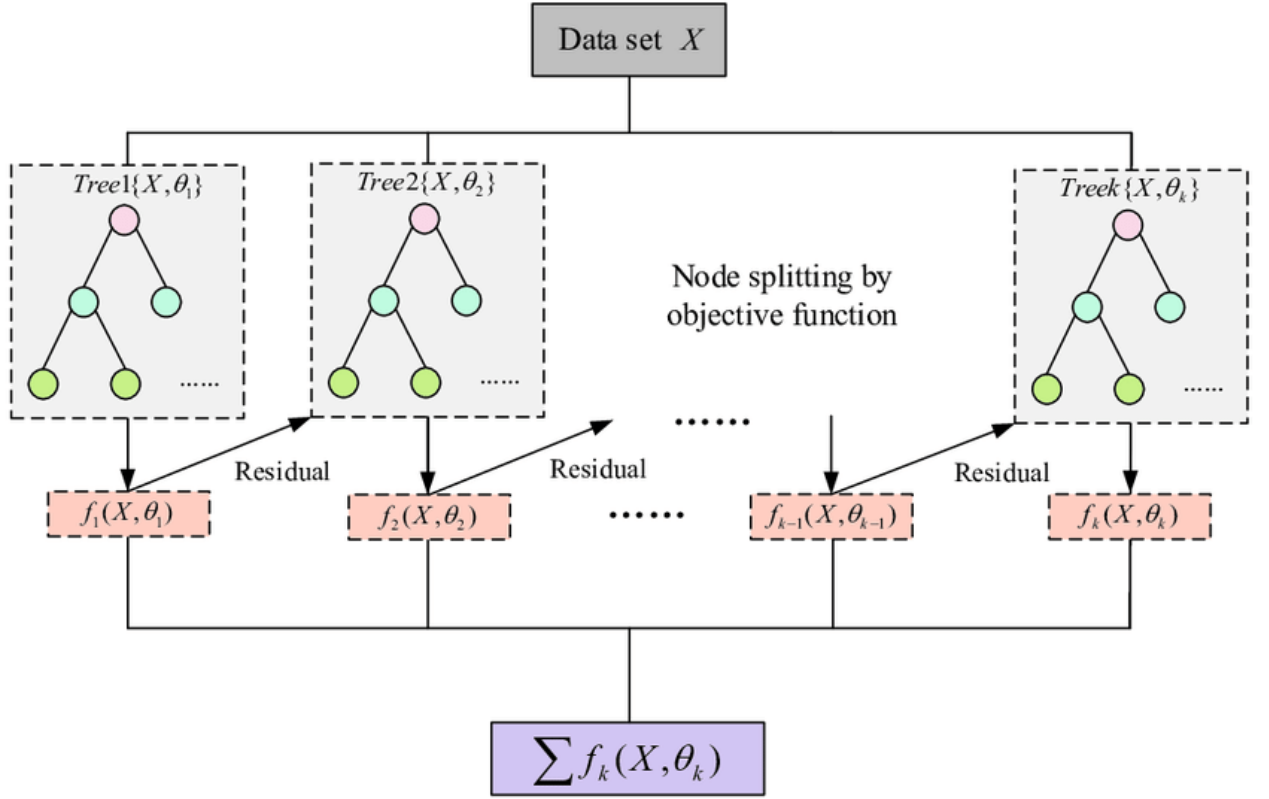 Data set X
Tree1{X,θ₁}
Tree2{X,θ₂}
Treek{X,θₖ}
Node splitting by
objective function
......
......
......
......
Residual
Residual
Residual
f₁(X,θ₁)
f₂(X,θ₂)
......
fₖ₋₁(X,θₖ₋₁)
fₖ(X,θₖ)
∑fₖ(X,θₖ)